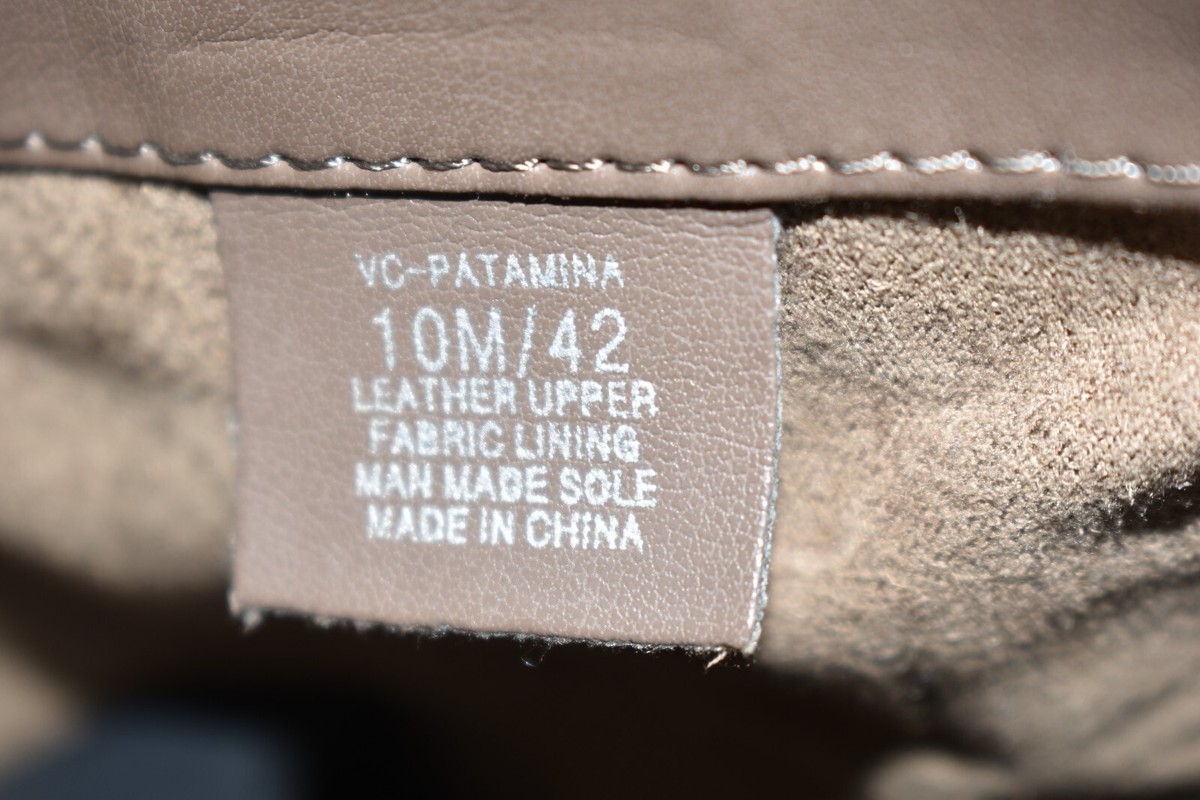 VC-PATAMINA
10M/42
LEATHER UPPER
FABRIC LINING
MAN MADE SOLE
MADE IN CHINA